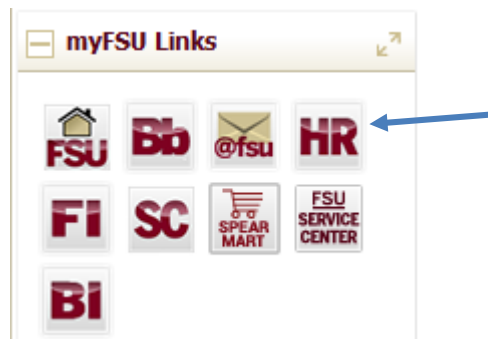 myFSU Links
FSU Bb @fsu HR
FI SC SPEAR MART FSU SERVICE CENTER
BI